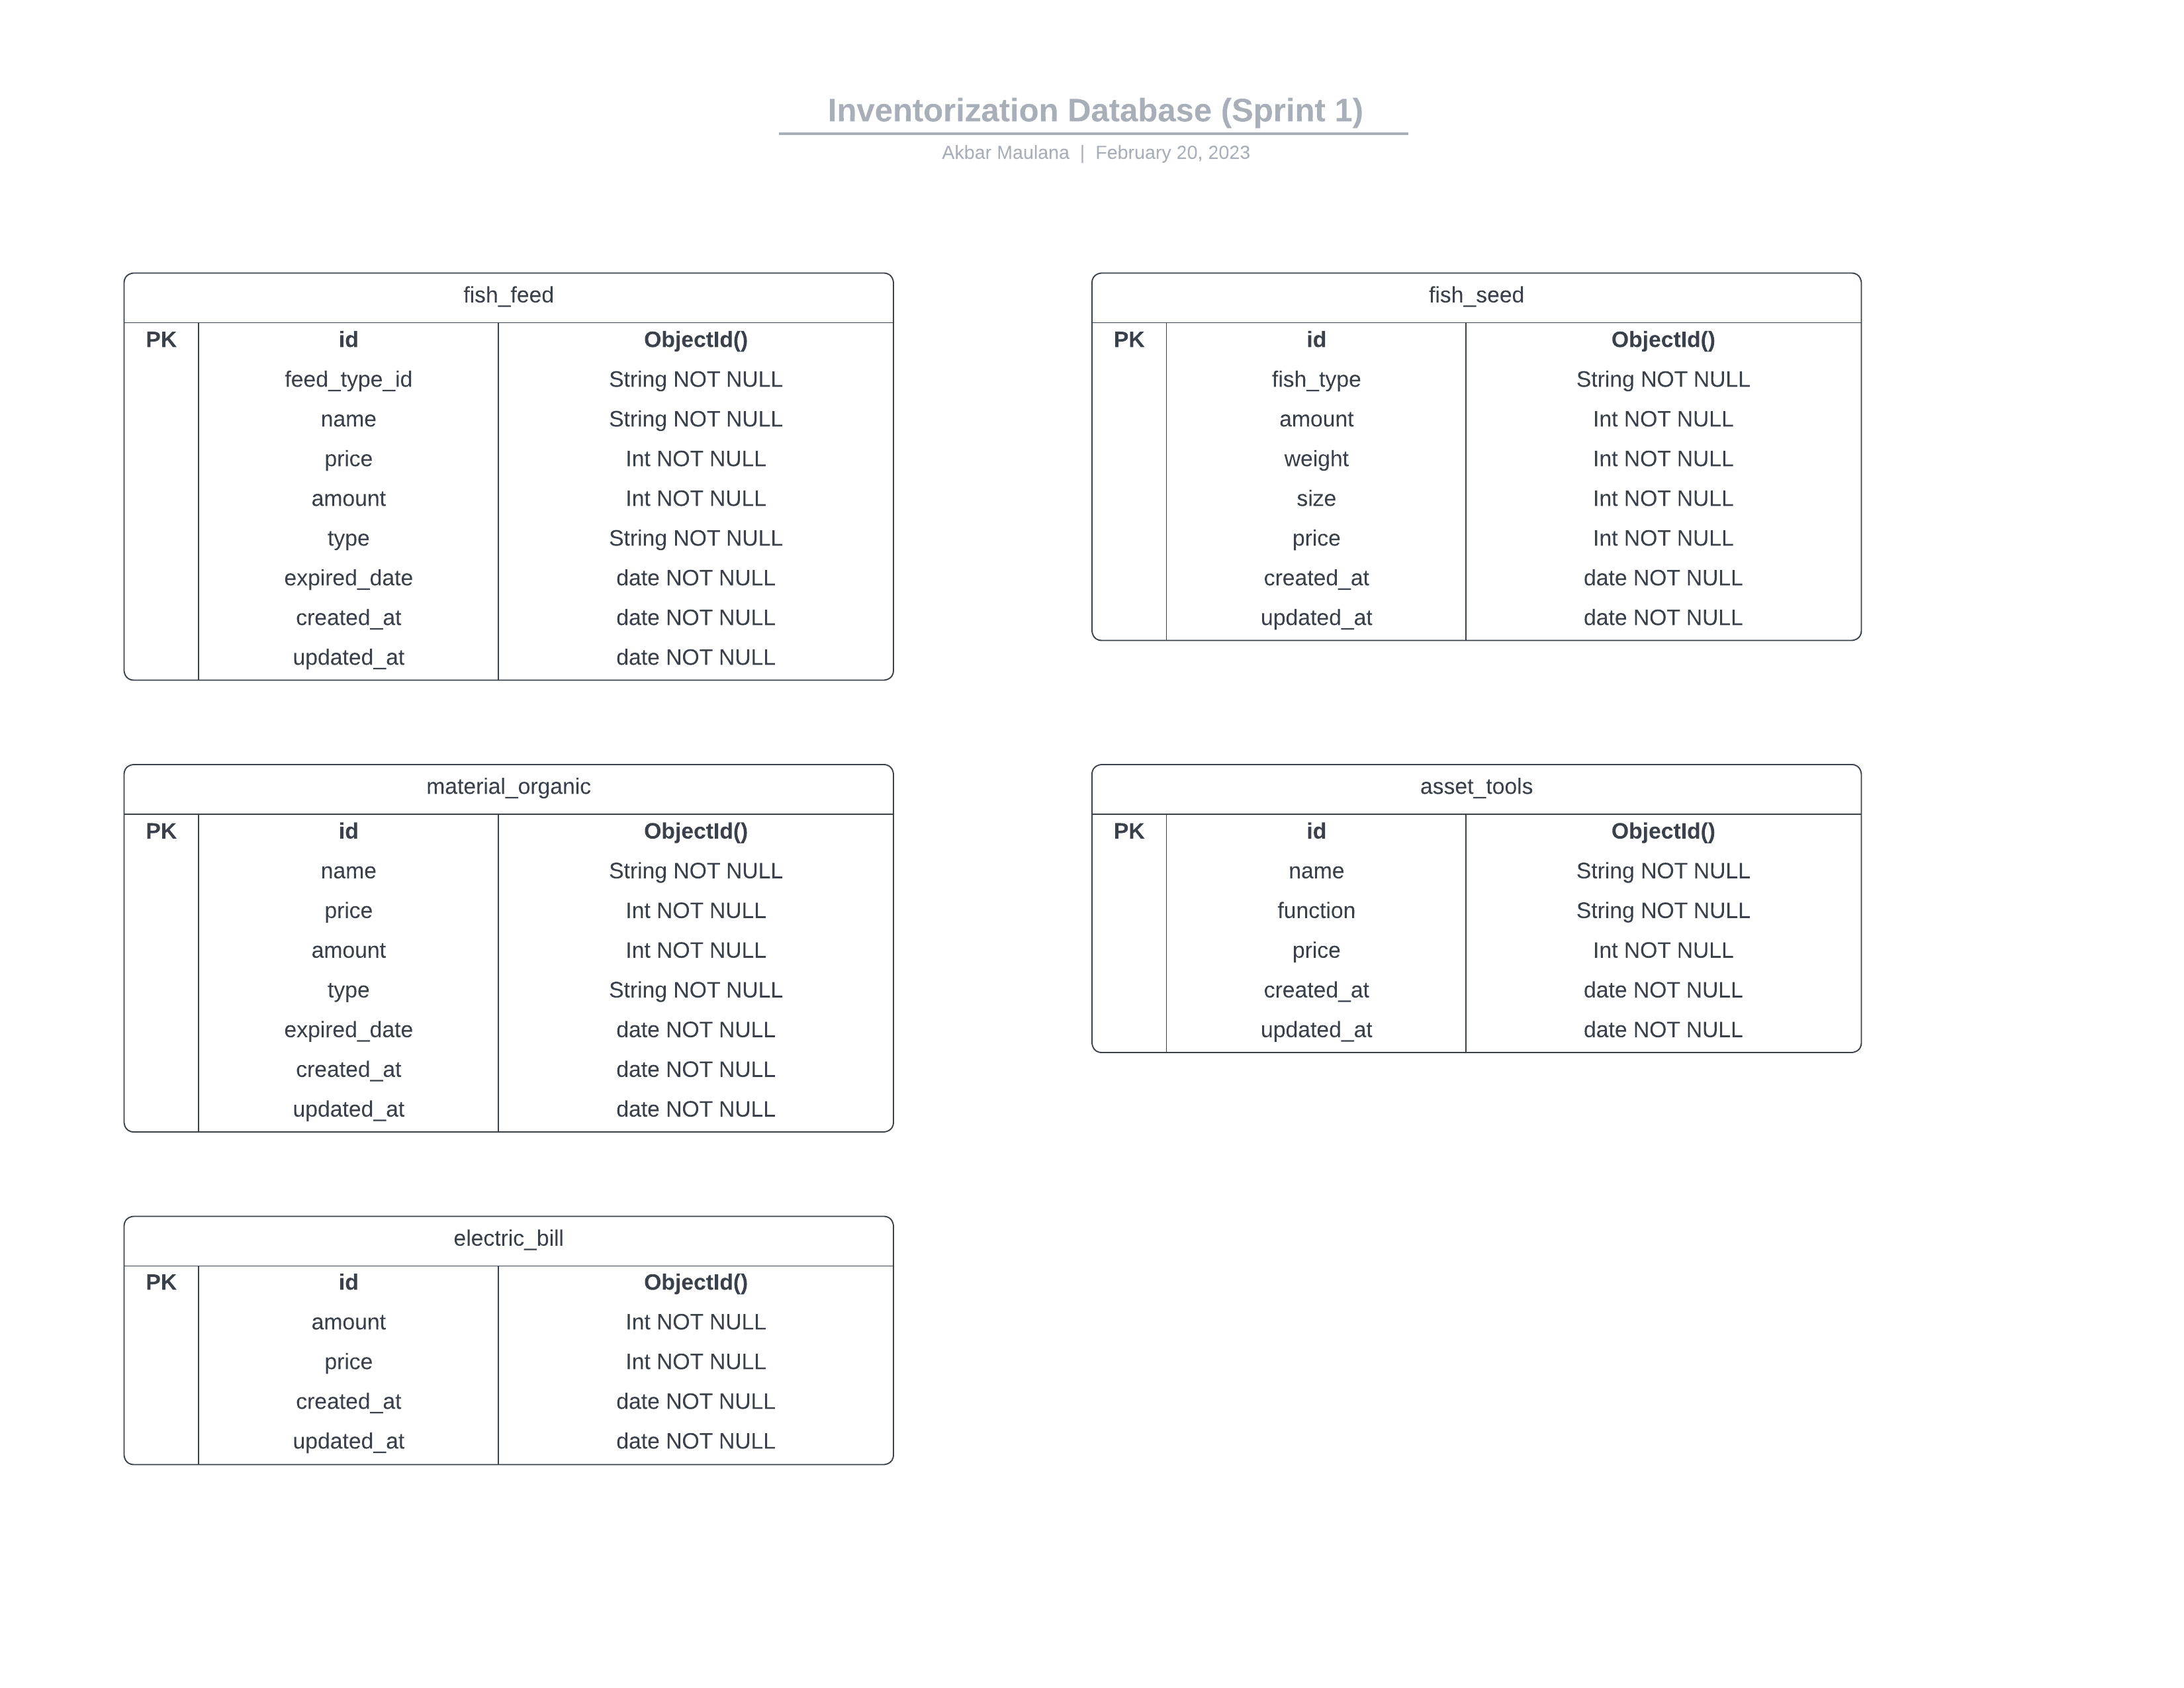 Inventorization Database (Sprint 1)
Akbar Maulana | February 20, 2023
fish_feed
PK id ObjectId()
feed_type_id String NOT NULL
name String NOT NULL
price Int NOT NULL
amount Int NOT NULL
type String NOT NULL
expired_date date NOT NULL
created_at date NOT NULL
updated_at date NOT NULL
fish_seed
PK id ObjectId()
fish_type String NOT NULL
amount Int NOT NULL
weight Int NOT NULL
size Int NOT NULL
price Int NOT NULL
created_at date NOT NULL
updated_at date NOT NULL
material_organic
PK id ObjectId()
name String NOT NULL
price Int NOT NULL
amount Int NOT NULL
type String NOT NULL
expired_date date NOT NULL
created_at date NOT NULL
updated_at date NOT NULL
asset_tools
PK id ObjectId()
name String NOT NULL
function String NOT NULL
price Int NOT NULL
created_at date NOT NULL
updated_at date NOT NULL
electric_bill
PK id ObjectId()
amount Int NOT NULL
price Int NOT NULL
created_at date NOT NULL
updated_at date NOT NULL